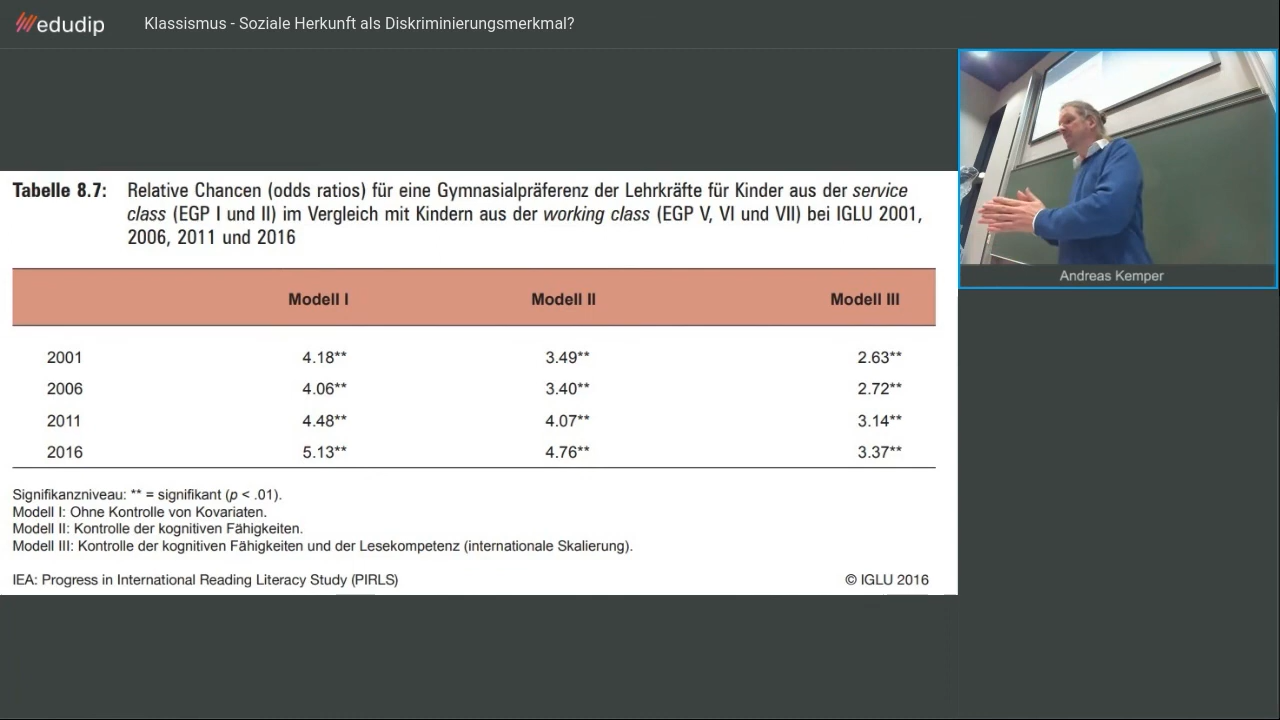 edudip
Klassismus - Soziale Herkunft als Diskriminierungsmerkmal?
Andreas Kemper
Tabelle 8.7: Relative Chancen (odds ratios) für eine Gymnasialpräferenz der Lehrkräfte für Kinder aus der service
class (EGP I und II) im Vergleich mit Kindern aus der working class (EGP V, VI und VII) bei IGLU 2001,
2006, 2011 und 2016
Modell I Modell II Modell III
2001 4.18** 3.49** 2.63**
2006 4.06** 3.40** 2.72**
2011 4.48** 4.07** 3.14**
2016 5.13** 4.76** 3.37**
Signifikanzniveau: ** = signifikant (p < .01).
Modell I: Ohne Kontrolle von Kovariaten.
Modell II: Kontrolle der kognitiven Fähigkeiten.
Modell III: Kontrolle der kognitiven Fähigkeiten und der Lesekompetenz (internationale Skalierung).
IEA: Progress in International Reading Literacy Study (PIRLS) © IGLU 2016